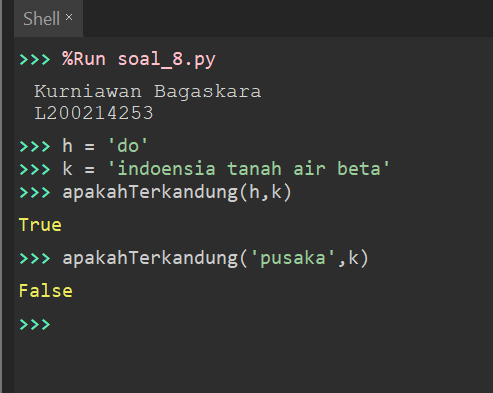 Shell ×
>>> %Run soal_8.py
Kurniawan Bagaskara
L200214253
>>> h = 'do'
>>> k = 'indoensia tanah air beta'
>>> apakahTerkandung(h,k)
True
>>> apakahTerkandung('pusaka',k)
False
>>>